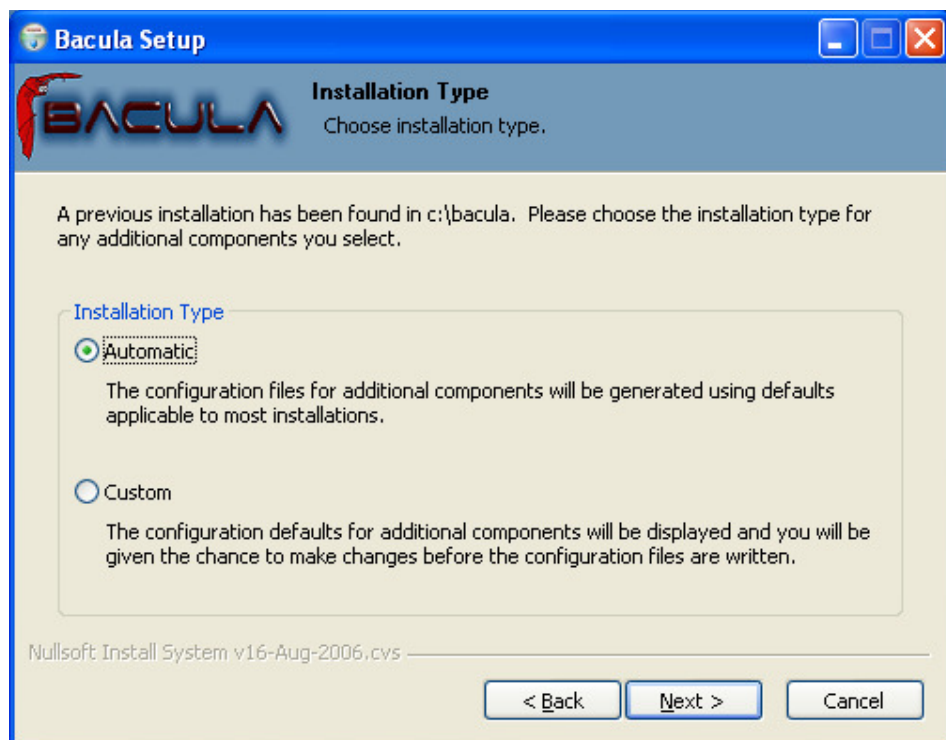 Bacula Setup
BACULA
Installation Type
Choose installation type.
A previous installation has been found in c:\bacula.  Please choose the installation type for
any additional components you select.
Installation Type
Automatic
The configuration files for additional components will be generated using defaults
applicable to most installations.
Custom
The configuration defaults for additional components will be displayed and you will be
given the chance to make changes before the configuration files are written.
Nullsoft Install System v16-Aug-2006.cvs
< Back
Next >
Cancel